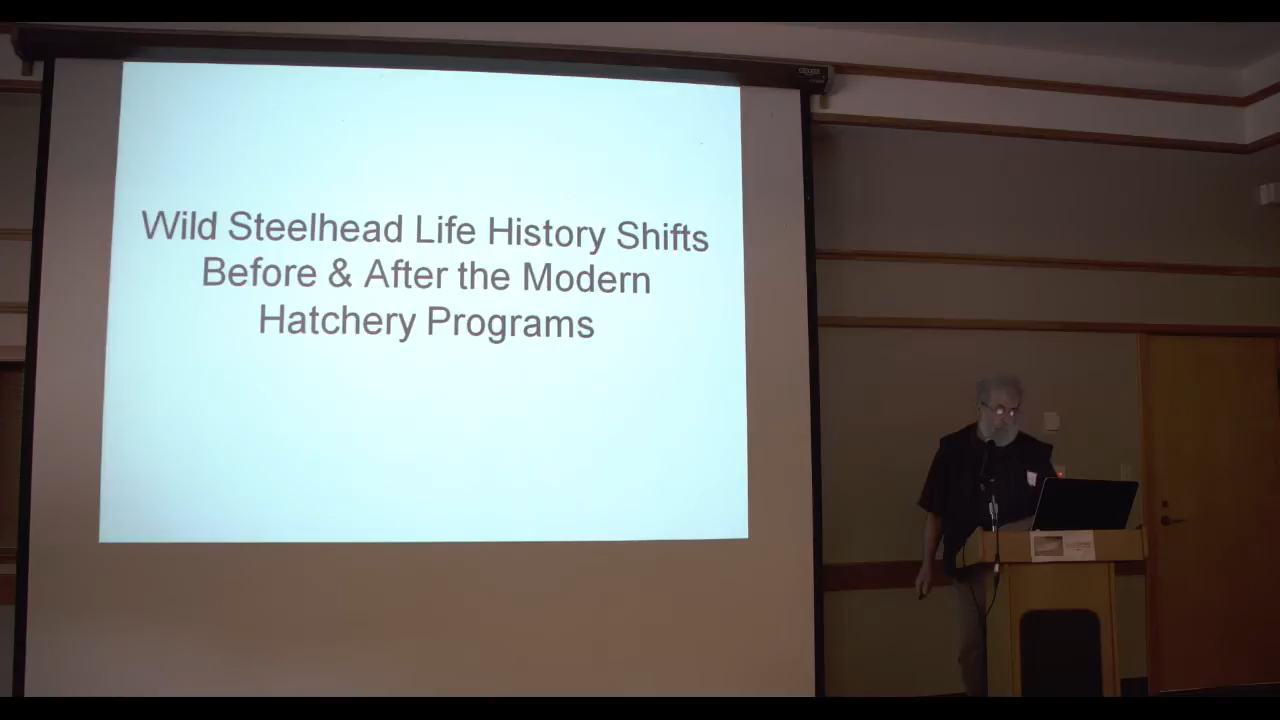 Wild Steelhead Life History Shifts
Before & After the Modern
Hatchery Programs